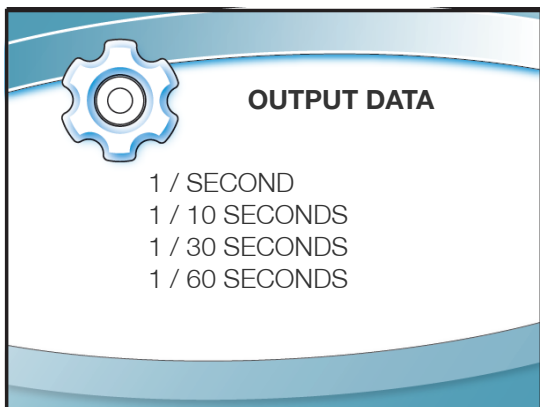 OUTPUT DATA
1 / SECOND
1 / 10 SECONDS
1 / 30 SECONDS
1 / 60 SECONDS